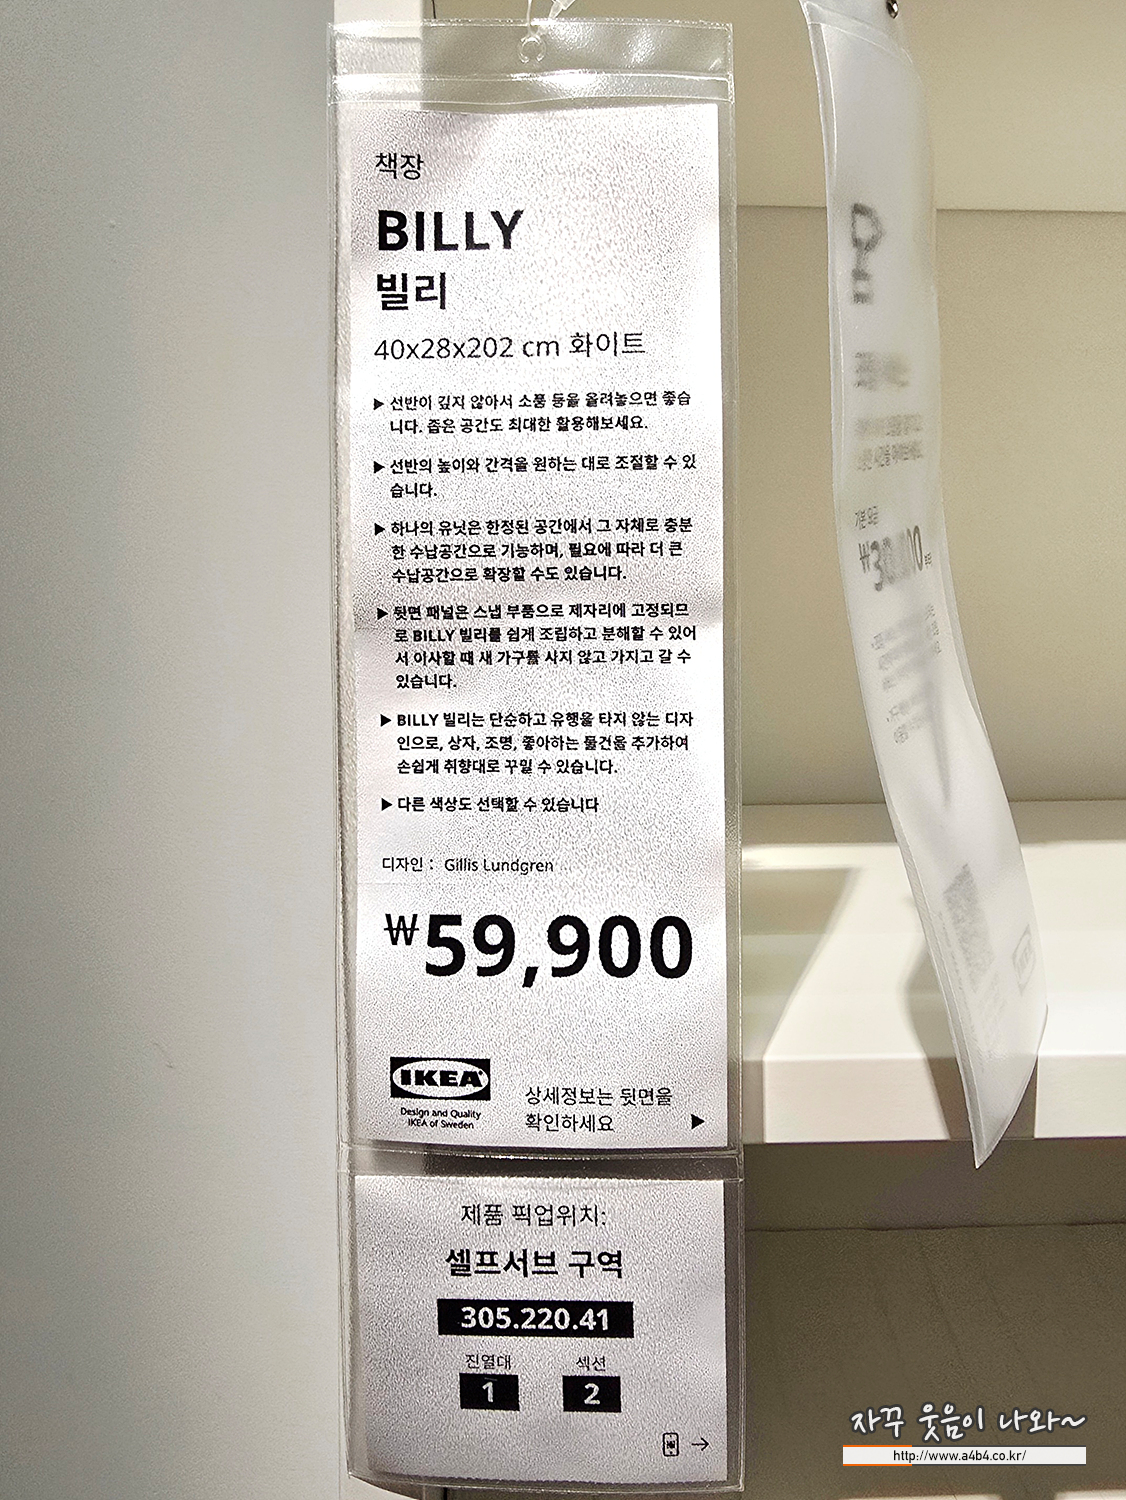 책장
BILLY
빌리
40x28x202 cm 화이트
▶ 선반이 깊지 않아서 소품 등을 올려놓으면 좋습
니다. 좁은 공간도 최대한 활용해보세요.
▶ 선반의 높이와 간격을 원하는 대로 조절할 수 있
습니다.
▶ 하나의 유닛은 한정된 공간에서 그 자체로 충분
한 수납공간으로 기능하며, 필요에 따라 더 큰
수납공간으로 확장할 수도 있습니다.
▶ 뒷면 패널은 스냅 부품으로 제자리에 고정되므
로 BILLY 빌리를 쉽게 조립하고 분해할 수 있어
서 이사할 때 새 가구를 사지 않고 가지고 갈 수
있습니다.
▶ BILLY 빌리는 단순하고 유행을 타지 않는 디자
인으로, 상자, 조명, 좋아하는 물건을 추가하여
손쉽게 취향대로 꾸밀 수 있습니다.
▶ 다른 색상도 선택할 수 있습니다
디자인 : Gillis Lundgren
₩59,900
IKEA
Design and Quality
IKEA of Sweden
상세정보는 뒷면을
확인하세요 ▶
제품 픽업위치:
셀프서브 구역
305.220.41
진열대 섹션
1 2
기본 요금
자꾸 웃음이 나와~
http://www.a4b4.co.kr/